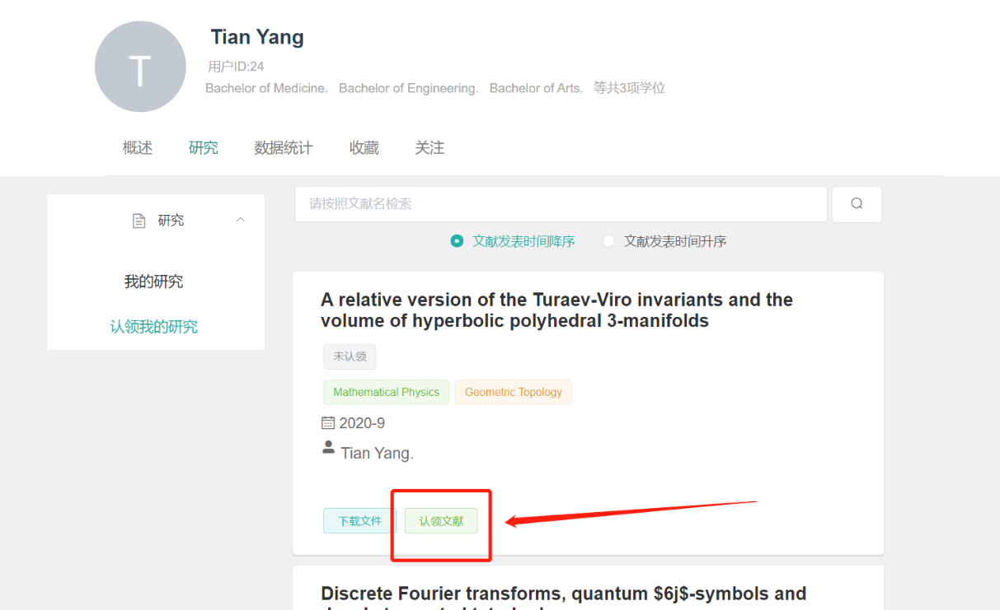 T
Tian Yang
用户ID:24
Bachelor of Medicine. Bachelor of Engineering. Bachelor of Arts. 等共3项学位
概述 研究 数据统计 收藏 关注
研究
我的研究
认领我的研究
请按照文献名检索
文献发表时间降序 文献发表时间升序
A relative version of the Turaev-Viro invariants and the
volume of hyperbolic polyhedral 3-manifolds
未认领
Mathematical Physics Geometric Topology
2020-9
Tian Yang.
下载文件 认领文献
Discrete Fourier transforms, quantum $6j$-symbols and